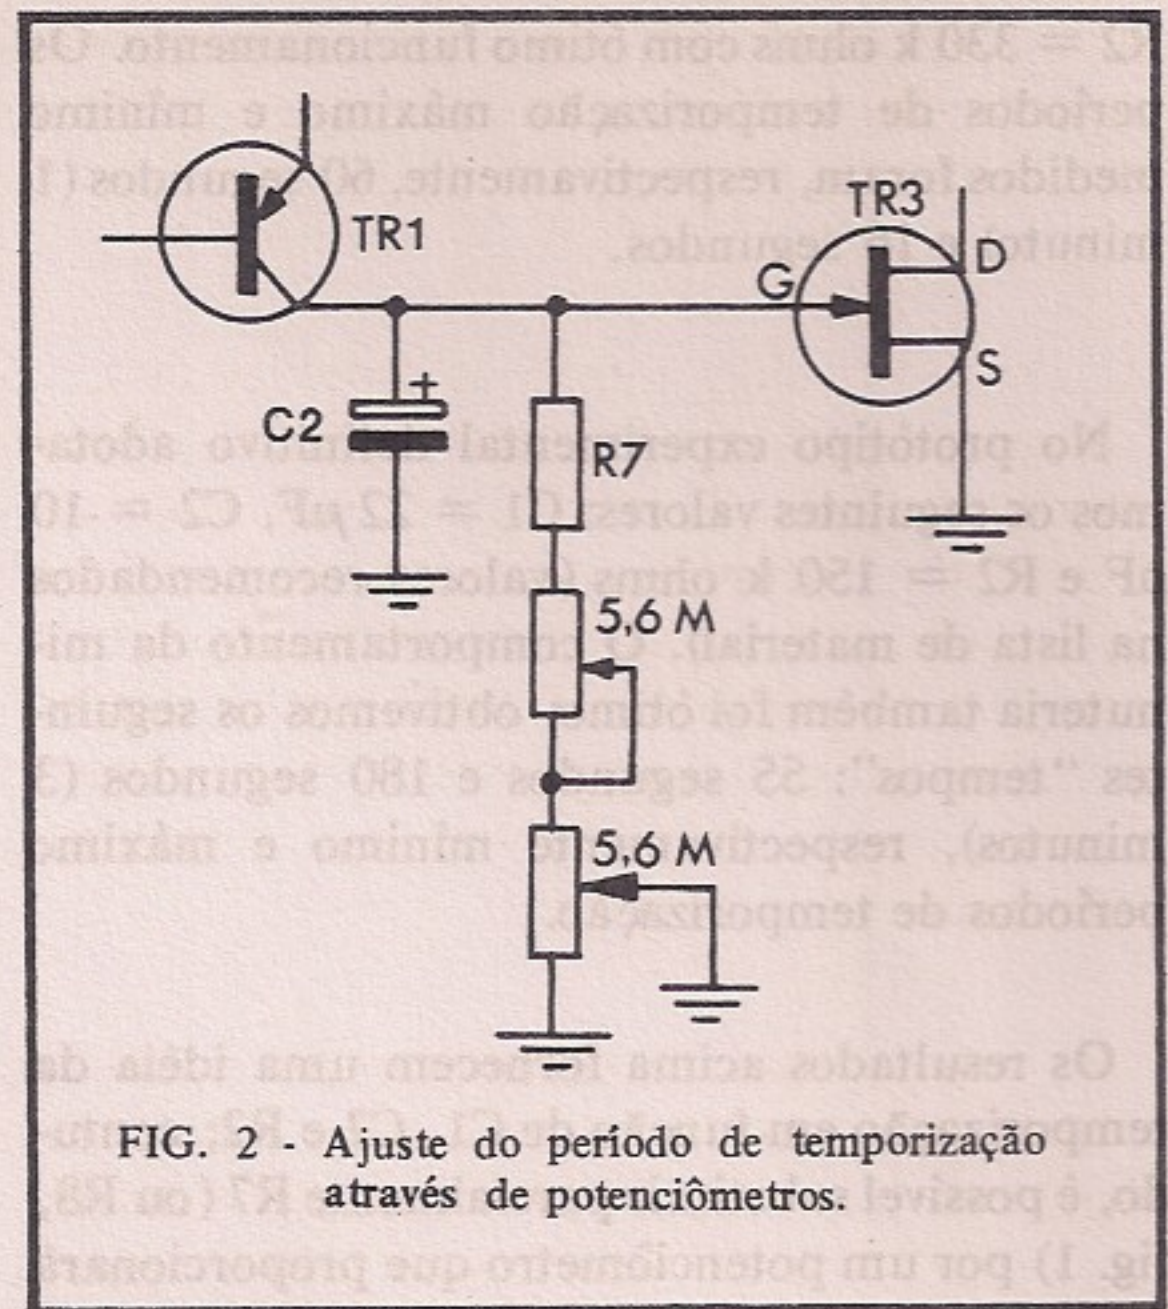 TR1
TR3
G
D
S
C2
+
R7
5,6 M
5,6 M
FIG. 2 - Ajuste do período de temporização
através de potenciômetros.